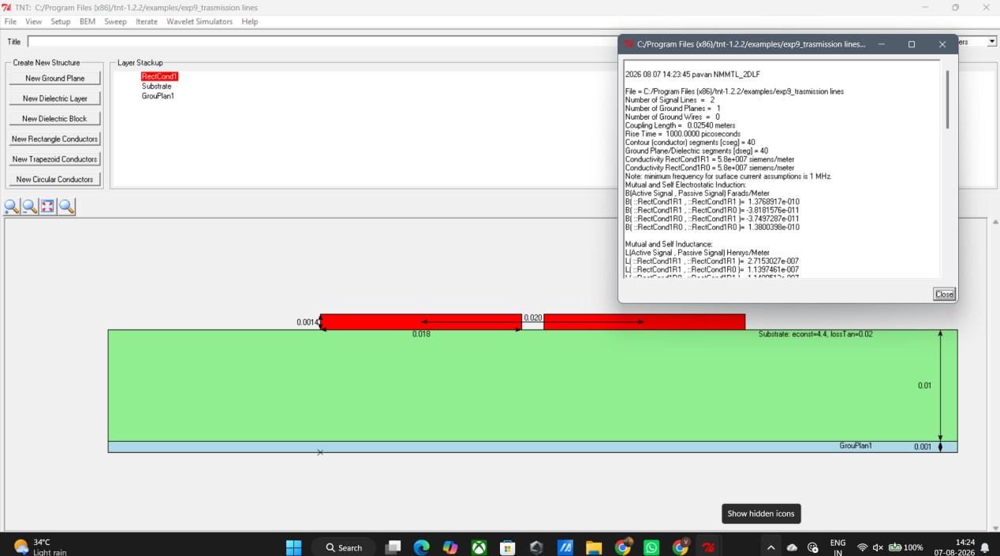 TNT: C:/Program Files (x86)/tnt-1.2.2/examples/exp9_trasmission lines
File View Setup BEM Sweep Iterate Wavelet Simulators Help
Title
ers
Create New Structure
New Ground Plane
New Dielectric Layer
New Dielectric Block
New Rectangle Conductors
New Trapezoid Conductors
New Circular Conductors
Layer Stackup
RectCond1
Substrate
GrouPlan1
C:/Program Files (x86)/tnt-1.2.2/examples/exp9_trasmission lines...
2026 08 07 14:23:45 pavan NMMTL_2DLF
File = C:/Program Files (x86)/tnt-1.2.2/examples/exp9_trasmission lines
Number of Signal Lines = 2
Number of Ground Planes = 1
Number of Ground Wires = 0
Coupling Length = 0.02540 meters
Rise Time = 1000.0000 picoseconds
Contour (conductor) segments [cseg] = 40
Ground Plane/Dielectric segments [dseg] = 40
Conductivity RectCond1R1 = 5.8e+007 siemens/meter
Conductivity RectCond1R0 = 5.8e+007 siemens/meter
Note: minimum frequency for surface current assumptions is 1 MHz.
Mutual and Self Electrostatic Induction:
B(Active Signal , Passive Signal) Farads/Meter
B( ::RectCond1R1 , ::RectCond1R1 )= 1.3768917e-010
B( ::RectCond1R1 , ::RectCond1R0 )= -3.8181576e-011
B( ::RectCond1R0 , ::RectCond1R1 )= -3.7497287e-011
B( ::RectCond1R0 , ::RectCond1R0 )= 1.3800398e-010
Mutual and Self Inductance:
L(Active Signal , Passive Signal) Henrys/Meter
L( ::RectCond1R1 , ::RectCond1R1 )= 2.7153027e-007
L( ::RectCond1R1 , ::RectCond1R0 )= 1.1397461e-007
Close
0.0014
0.020
0.018
Substrate: econst=4.4, lossTan=0.02
0.01
GrouPlan1
0.001
Show hidden icons
34°C
Light rain
Search
ENG
IN
100%
14:24
07-08-2026